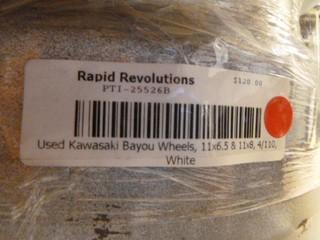 Rapid Revolutions $120.00
PTI-25526B
Used Kawasaki Bayou Wheels, 11x6.5 & 11x8, 4/110,
White